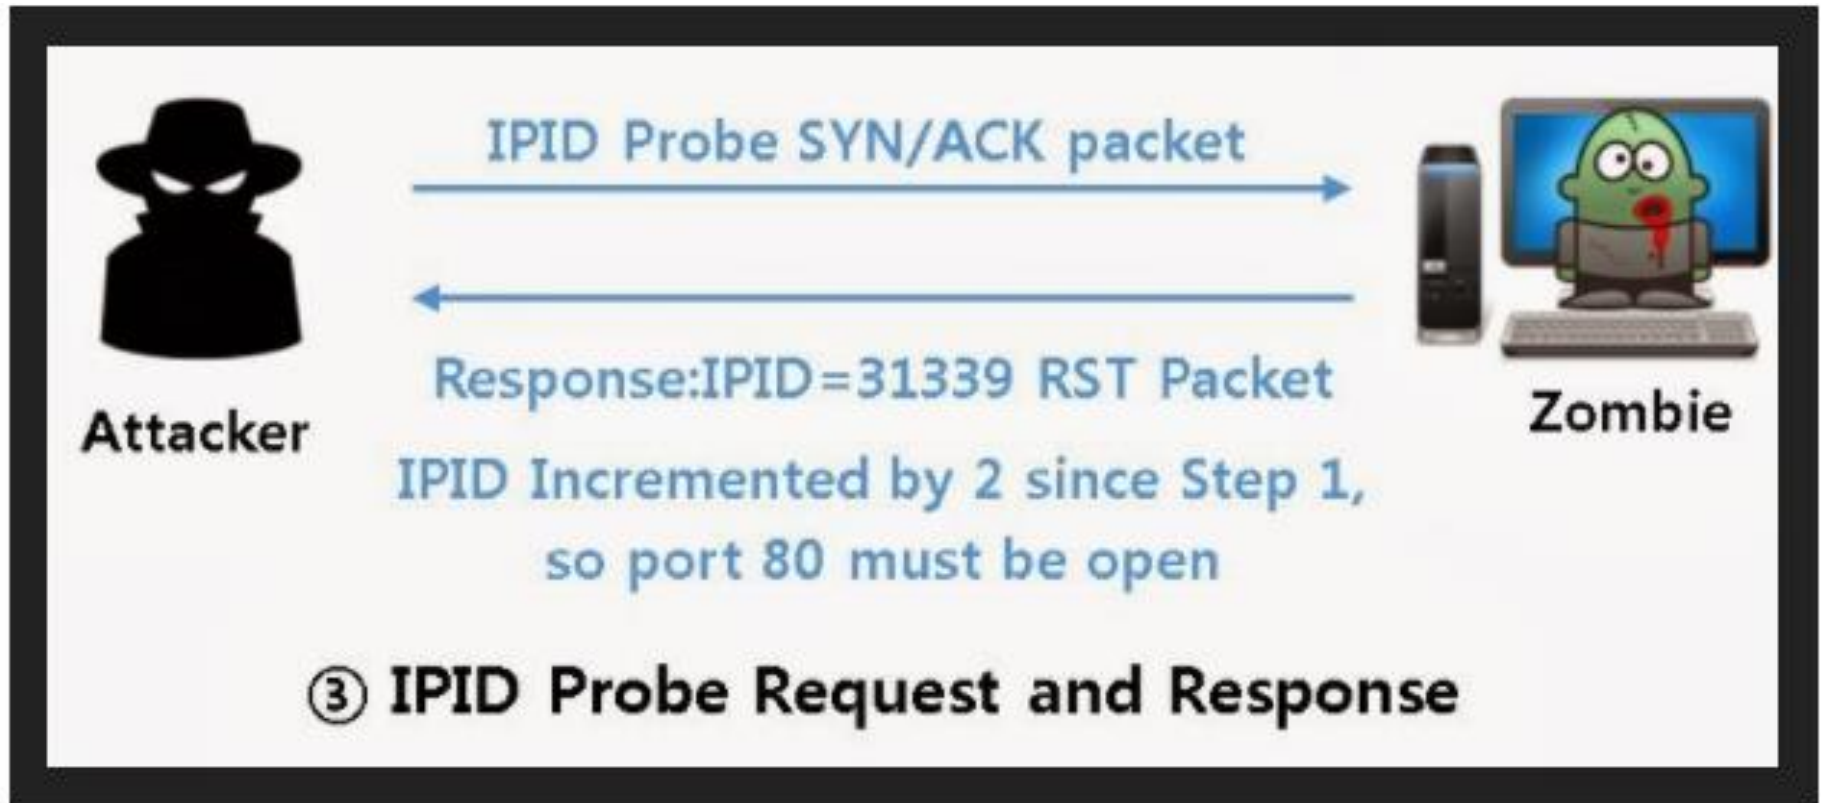 IPID Probe SYN/ACK packet
Response:IPID=31339 RST Packet
Attacker
Zombie
IPID Incremented by 2 since Step 1,
so port 80 must be open
③ IPID Probe Request and Response